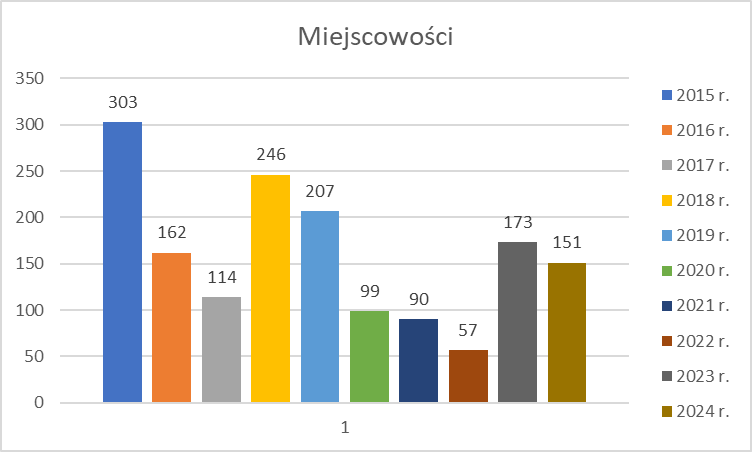 Miejscowości
350
300
250
200
150
100
50
0
303
162
114
246
207
99
90
57
173
151
1
2015 r.
2016 r.
2017 r.
2018 r.
2019 r.
2020 r.
2021 r.
2022 r.
2023 r.
2024 r.